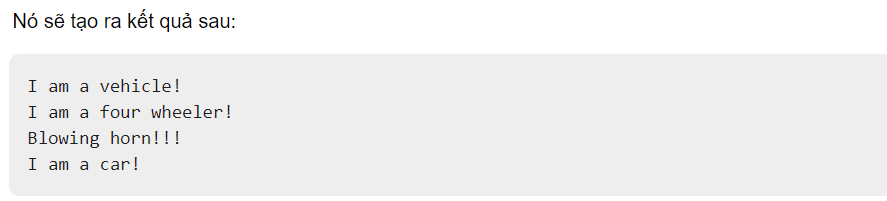 Nó sẽ tạo ra kết quả sau:
I am a vehicle!
I am a four wheeler!
Blowing horn!!!
I am a car!